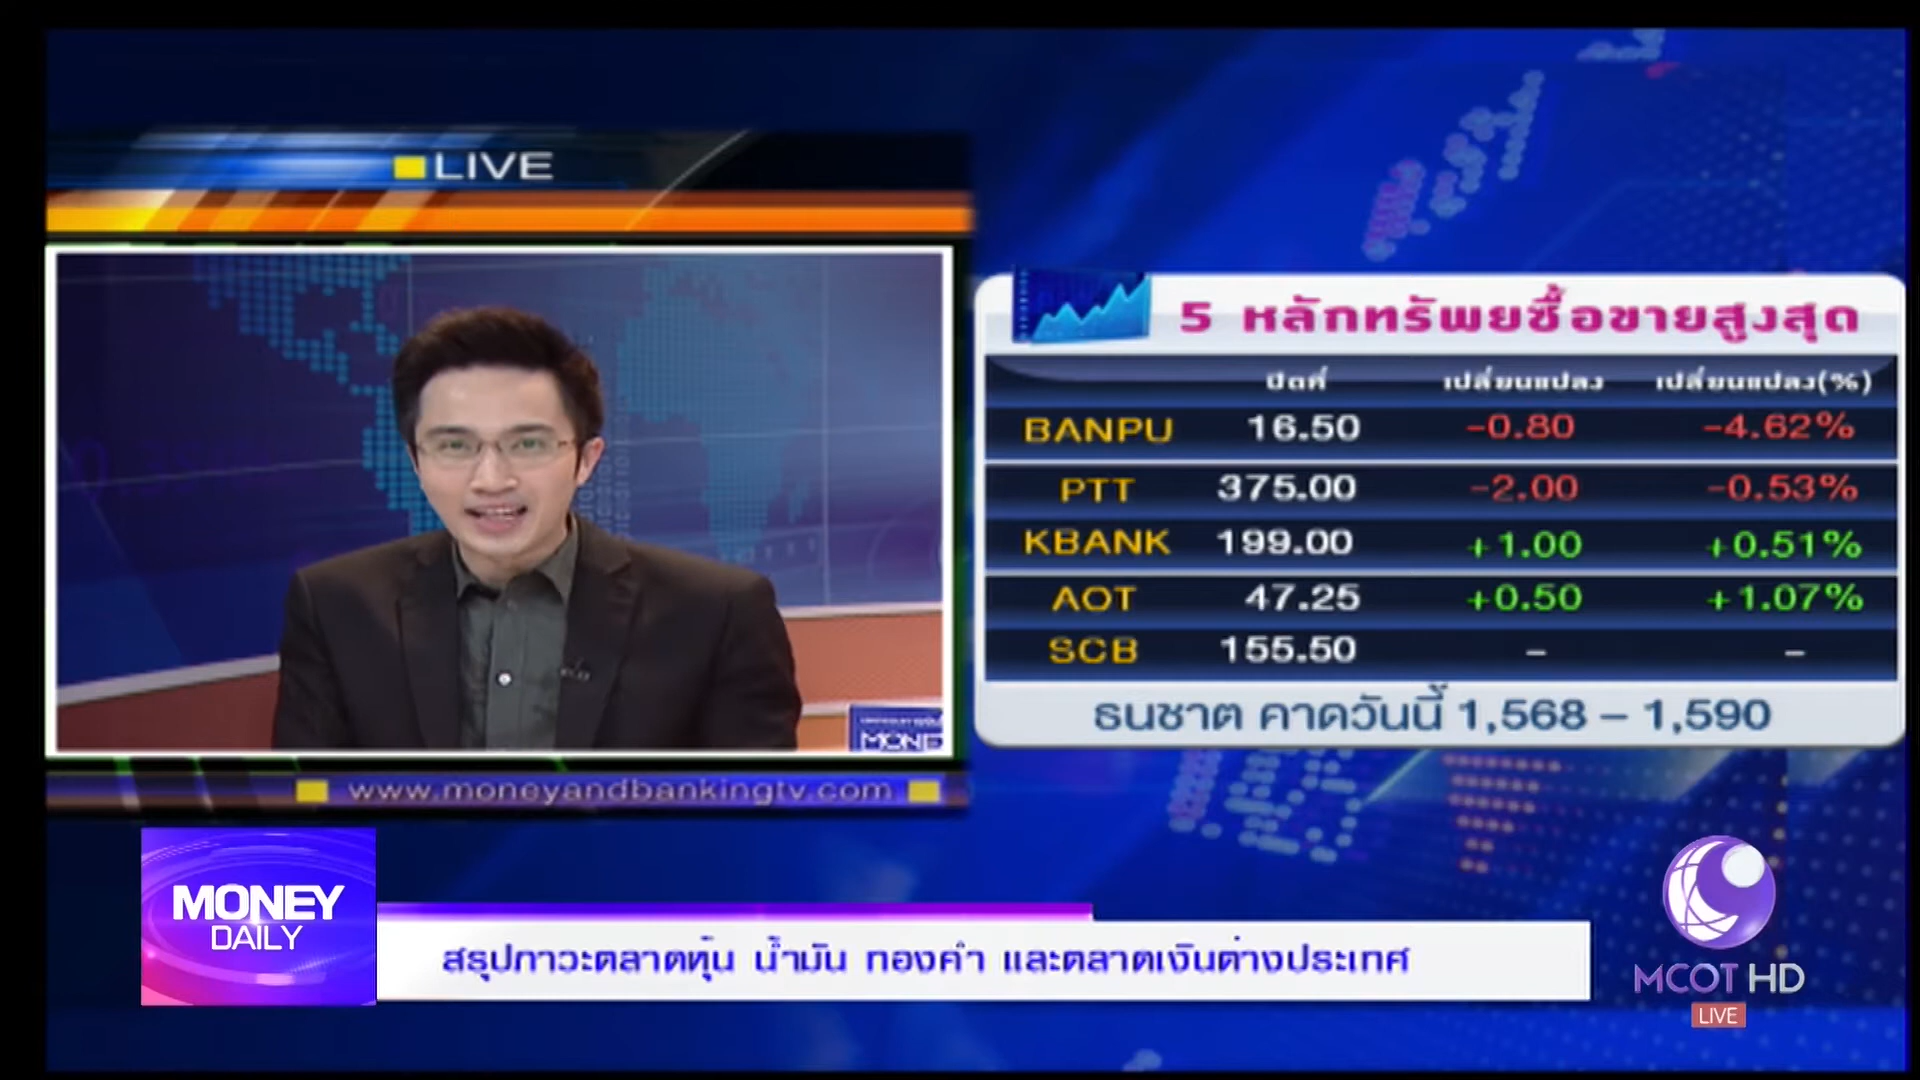 LIVE
5 หลักทรัพยซื้อขายสูงสุด
ปิดที่ เปลี่ยนแปลง เปลี่ยนแปลง(%)
BANPU 16.50 -0.80 -4.62%
PTT 375.00 -2.00 -0.53%
KBANK 199.00 +1.00 +0.51%
AOT 47.25 +0.50 +1.07%
SCB 155.50 - -
ธนชาต คาดวันนี้ 1,568 – 1,590
MONE
www.moneyandbankingtv.com
MONEY
DAILY
สรุปภาวะตลาดหุ้น น้ำมัน ทองคำ และตลาดเงินต่างประเทศ
MCOT HD
LIVE